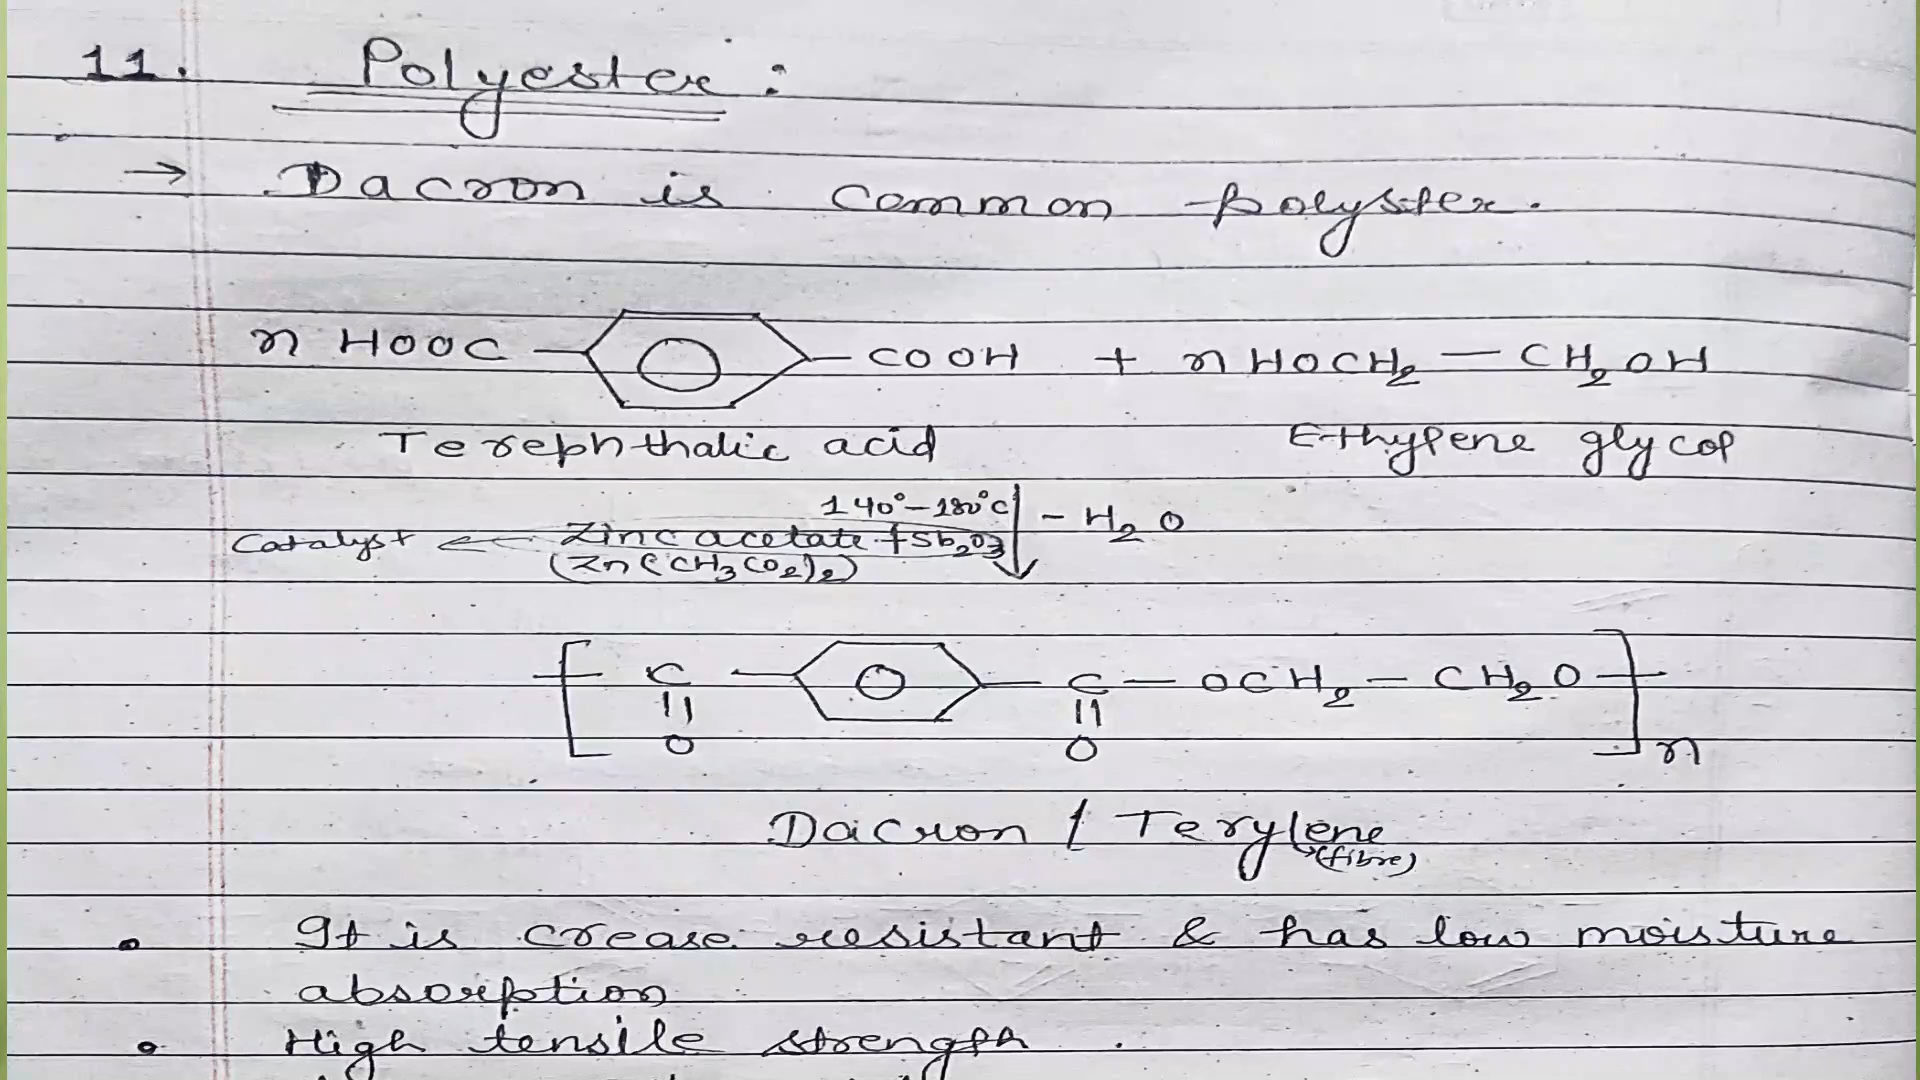 11. Polyester :
→ Dacron is common polyster.
n HOOC — — COOH + n HOCH2 — CH2OH
Terephthalic acid Ethylene glycol
140° - 180°C - H2O
Catalyst ← Zinc acetate + Sb2O3
(Zn(CH3CO2)2)
[ C — — C — OCH2 — CH2O ]n
O O
Dacron / Terylene
→(fibre)
• It is crease resistant & has low moisture
absorption
• High tensile strength .